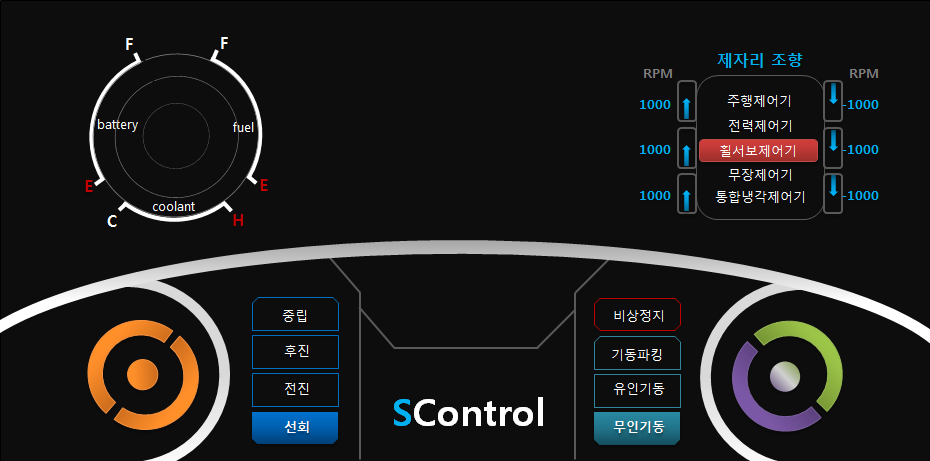 F F
battery fuel
E E
coolant
C H
제자리 조향
RPM RPM
1000 주행제어기 -1000
전력제어기
1000 휠서보제어기 -1000
무장제어기
1000 통합냉각제어기 -1000
중립
후진
전진
선회
SControl
비상정지
기동파킹
유인기동
무인기동